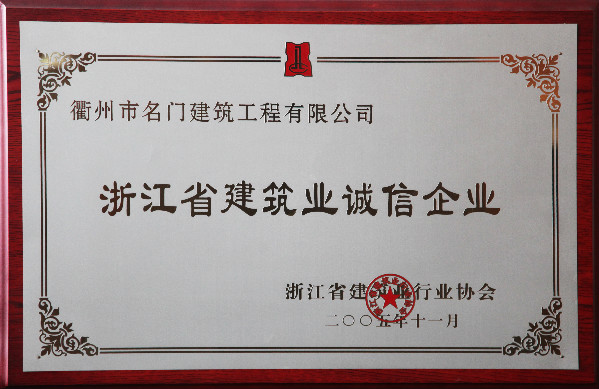 衢州市名门建筑工程有限公司
浙江省建筑业诚信企业
浙江省建筑业行业协会
二〇〇五年十一月